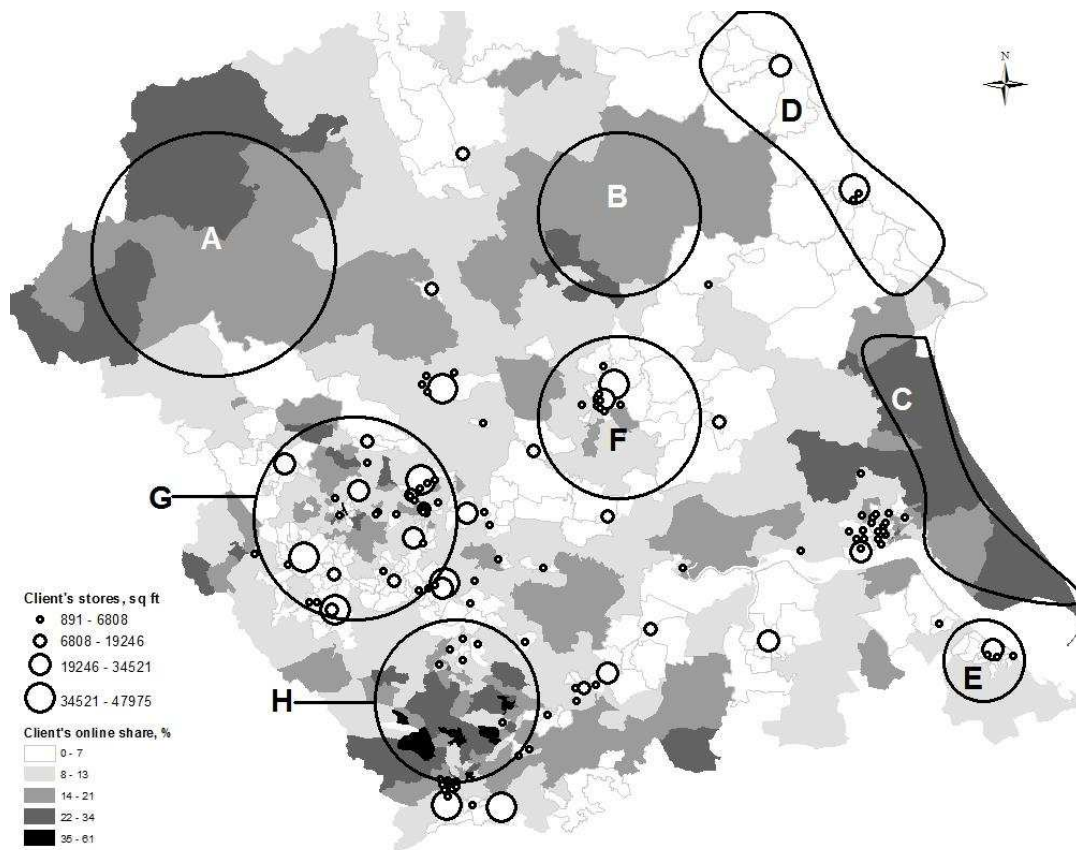 N
D
B
A
C
F
G
H
E
Client's stores, sq ft
891 - 6808
6808 - 19246
19246 - 34521
34521 - 47975
Client's online share, %
0 - 7
8 - 13
14 - 21
22 - 34
35 - 61